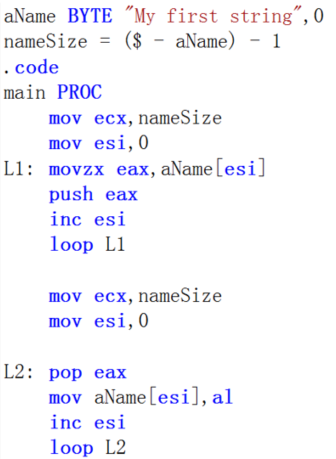 aName BYTE "My first string",0
nameSize = ($ - aName) - 1
.code
main PROC
mov ecx,nameSize
mov esi,0
L1: movzx eax,aName[esi]
push eax
inc esi
loop L1
mov ecx,nameSize
mov esi,0
L2: pop eax
mov aName[esi],al
inc esi
loop L2